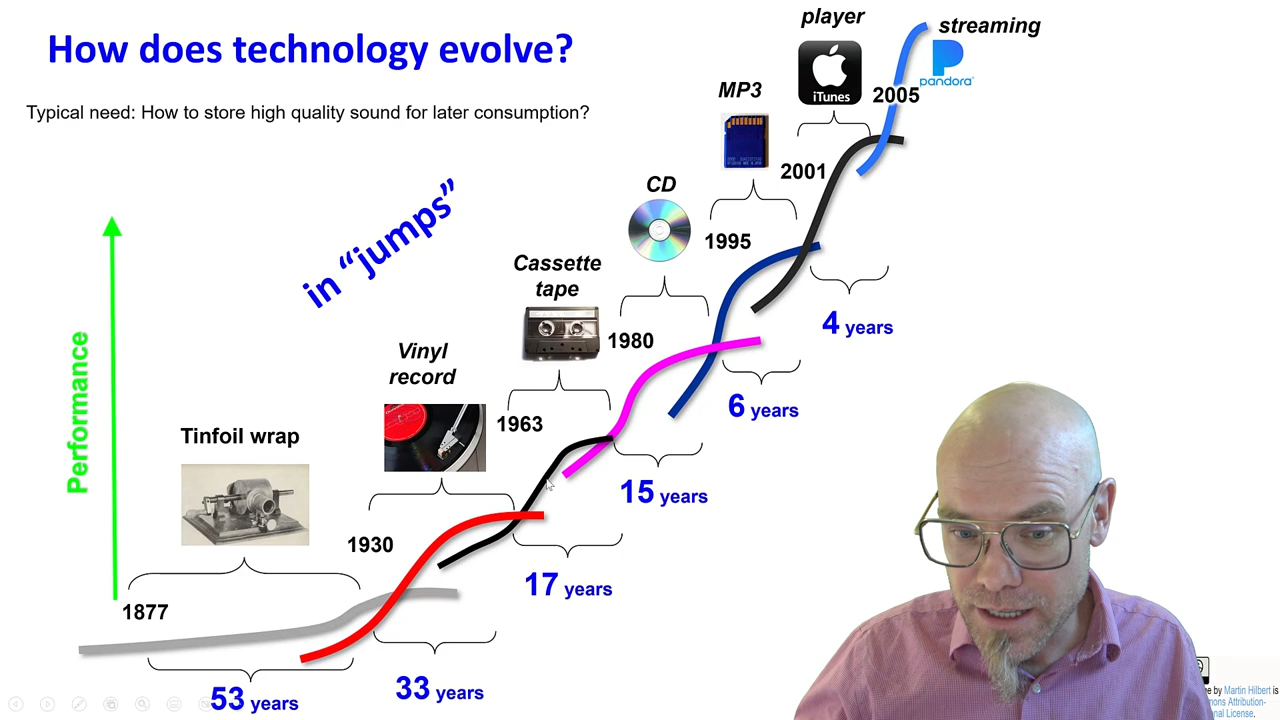 How does technology evolve?
Typical need: How to store high quality sound for later consumption?
in “jumps”
Performance
Tinfoil wrap
1877
53 years
Vinyl
record
1930
33 years
Cassette
tape
1963
17 years
CD
1980
15 years
MP3
1995
6 years
player
iTunes
2001
4 years
streaming
pandora
2005
by Martin Hilbert is
Attribution-
License.